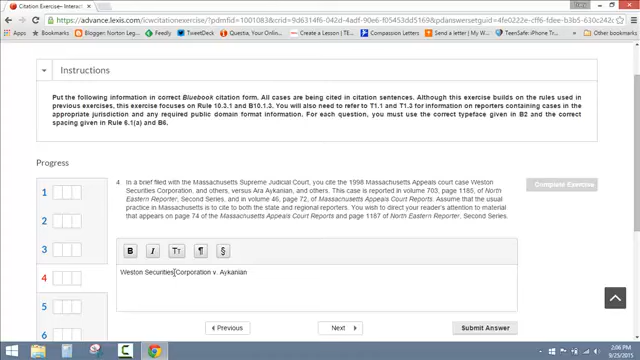 Citation Exercise- ×
https://advance.lexis.com/icwcitationexercise/?pdmfid=1001083&crid=9d6314f6-042d-4390-90e6-f05453dd5169&pdanswersetguid=4fe0222e-cff6-fdee-b3b5-630c242c
Apps
Bookmarks
Blogger: Norton Leg
TweetDeck
Questia, Your Online
Create a Lesson | TE
Compassion Letters
Send a letter | My W
TeenSafe: iPhone Tr
Other bookmarks
Instructions
Put the following information in correct Bluebook citation form. All cases are being cited in citation sentences. Although this exercise builds on the rules used in
previous exercises, this exercise focuses on Rule 10.3.1 and B10.1.3. You will also need to refer to T1.1 and T1.3 for information on reporters containing cases in the
appropriate jurisdiction and any required public domain format information. For each question, you must use the correct typeface given in B2 and the correct
spacing given in Rule 6.1(a) and B6.
Progress
1
2
3
4
5
6
4. In a brief filed with the Massachusetts Supreme Judicial Court, you cite the 1998 Massachusetts Appeals court case Weston
Securities Corporation, and others, versus Ara Aykanian, and others. This case is reported in volume 703, page 1185, of North
Eastern Reporter, Second Series, and in volume 46, page 72, of Massachusetts Appeals Court Reports. Assume that the usual
practice in Massachusetts is to cite to both the state and regional reporters. You wish to direct your reader's attention to material
that appears on page 74 of the Massachusetts Appeals Court Reports and page 1187 of North Eastern Reporter, Second Series.
Complete Exercise
B I TT ¶ §
Weston Securities Corporation v. Aykanian
Previous
Next
Submit Answer
2:06 PM
9/25/2015